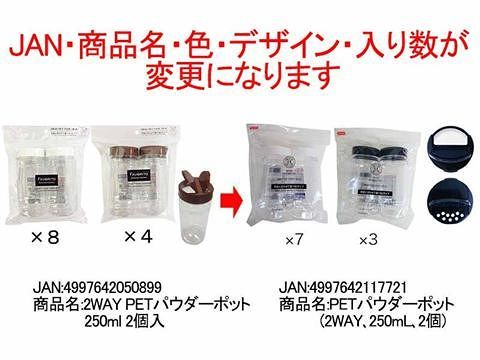 JAN・商品名・色・デザイン・入り数が
変更になります
Favorito
Favorito
×8
×4
×7
×3
JAN:4997642050899
商品名:2WAY PETパウダーポット
250ml 2個入
JAN:4997642117721
商品名:PETパウダーポット
(2WAY、250mL、2個)